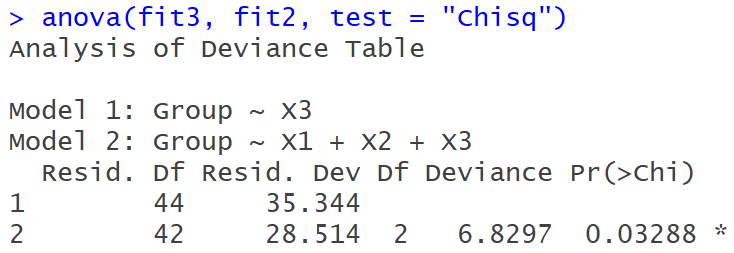 > anova(fit3, fit2, test = "Chisq")
Analysis of Deviance Table

Model 1: Group ~ X3
Model 2: Group ~ X1 + X2 + X3
  Resid. Df Resid. Dev Df Deviance Pr(>Chi)
1        44     35.344
2        42     28.514  2   6.8297  0.03288 *